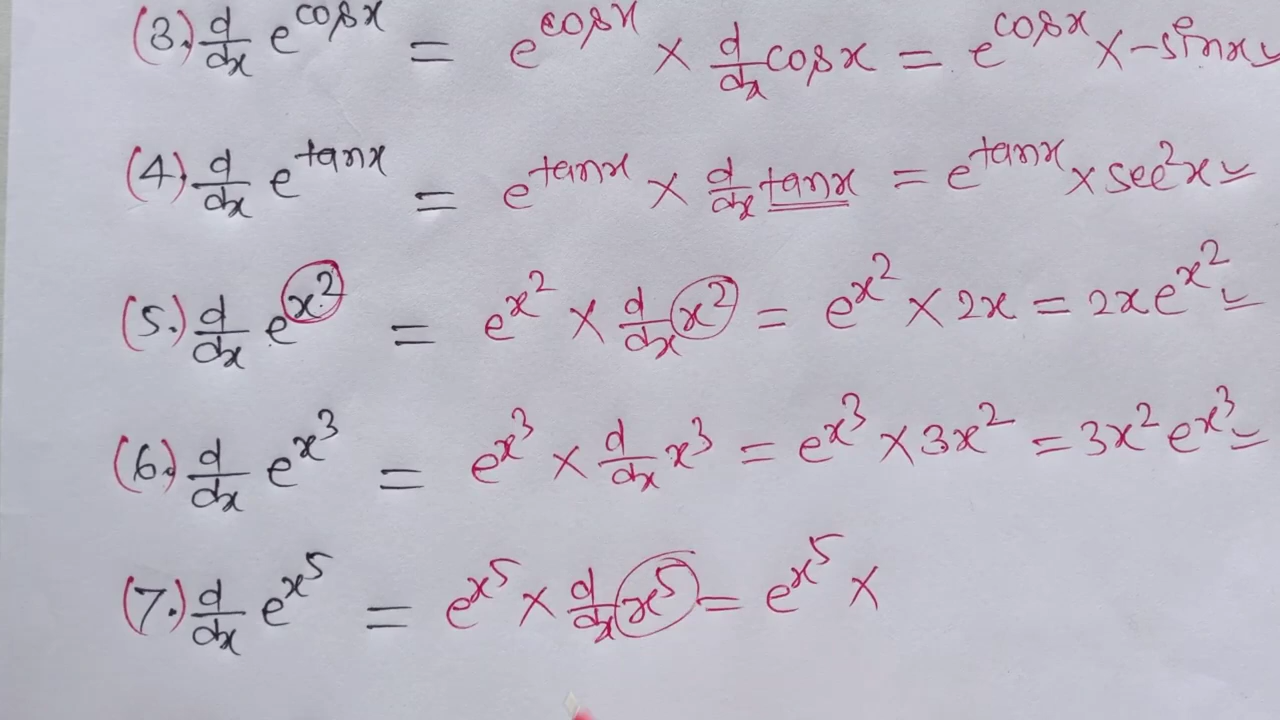 (3.) d/dx e^cosx = e^cosx × d/dx cosx = e^cosx × -sinx
(4.) d/dx e^tanx = e^tanx × d/dx tanx = e^tanx × sec²x
(5.) d/dx e^x² = e^x² × d/dx x² = e^x² × 2x = 2xe^x²
(6.) d/dx e^x³ = e^x³ × d/dx x³ = e^x³ × 3x² = 3x²e^x³
(7.) d/dx e^x⁵ = e^x⁵ × d/dx x⁵ = e^x⁵ ×